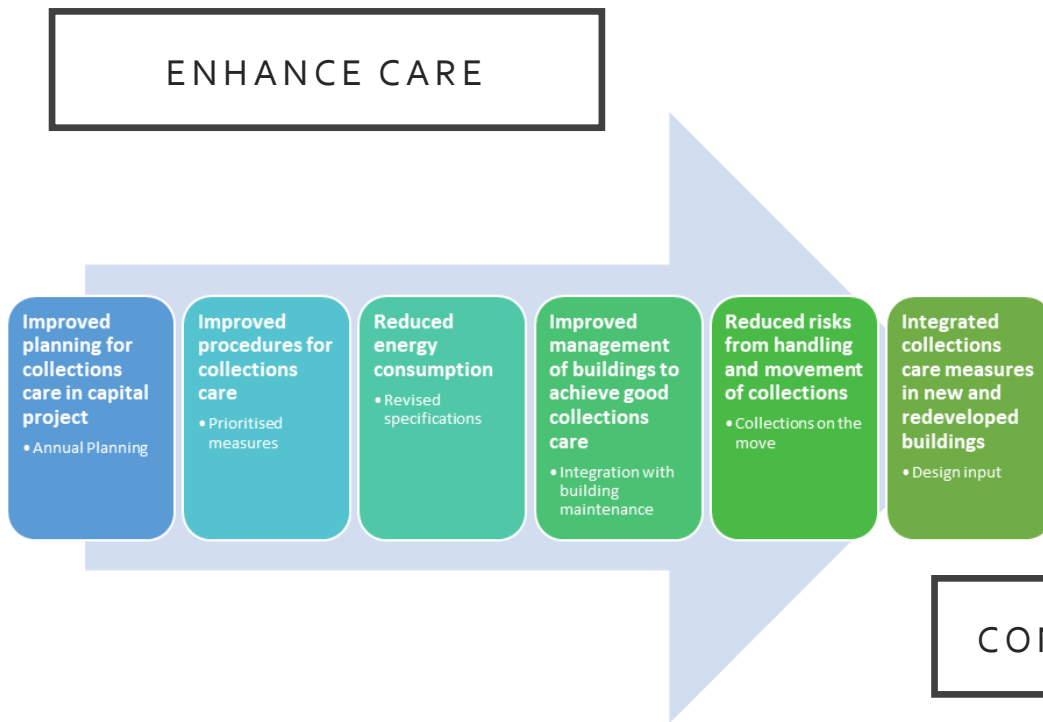 ENHANCE CARE
Improved
planning for
collections
care in capital
project
• Annual Planning
Improved
procedures for
collections
care
• Prioritised
measures
Reduced
energy
consumption
• Revised
specifications
Improved
management
of buildings to
achieve good
collections
care
• Integration with
building
maintenance
Reduced risks
from handling
and movement
of collections
• Collections on the
move
Integrated
collections
care measures
in new and
redeveloped
buildings
• Design input